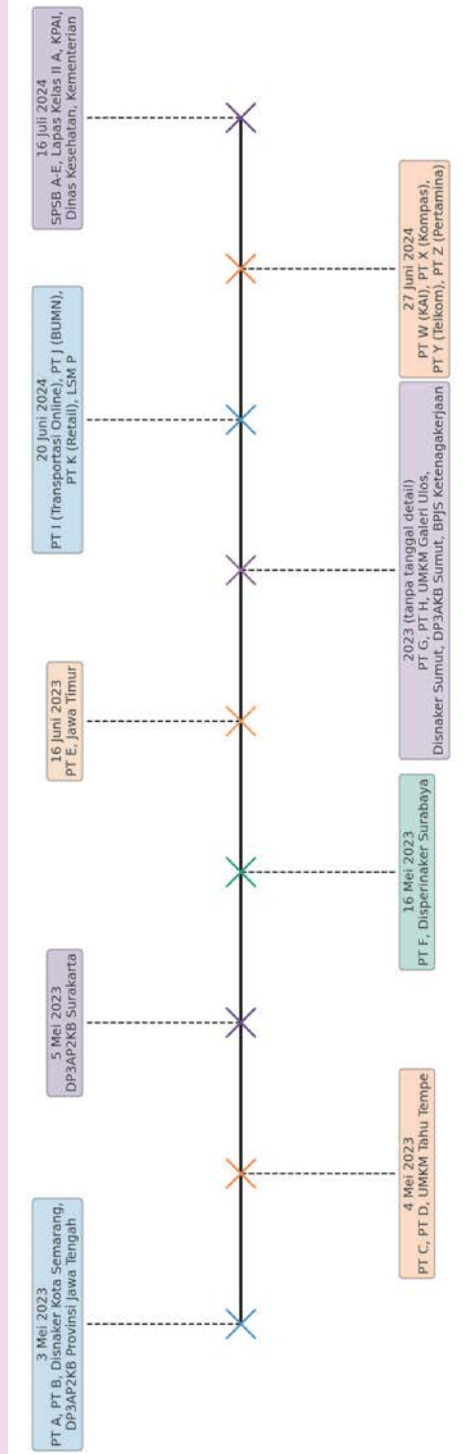 3 Mei 2023
PT A, PT B, Disnaker Kota Semarang,
DP3AP2KB Provinsi Jawa Tengah
4 Mei 2023
PT C, PT D, UMKM Tahu Tempe
5 Mei 2023
DP3AP2KB Surakarta
16 Mei 2023
PT F, Disperinaker Surabaya
16 Juni 2023
PT E, Jawa Timur
2023 (tanpa tanggal detail)
PT G, PT H, UMKM Galeri Ulos,
Disnaker Sumut, DP3AKB Sumut, BPJS Ketenagakerjaan
20 Juni 2024
PT I (Transportasi Online), PT J (BUMN),
PT K (Retail), LSM P
27 Juni 2024
PT W (KAI), PT X (Kompas),
PT Y (Telkom), PT Z (Pertamina)
16 Juli 2024
SPSB A-E, Lapas Kelas II A, KPAI,
Dinas Kesehatan, Kementerian